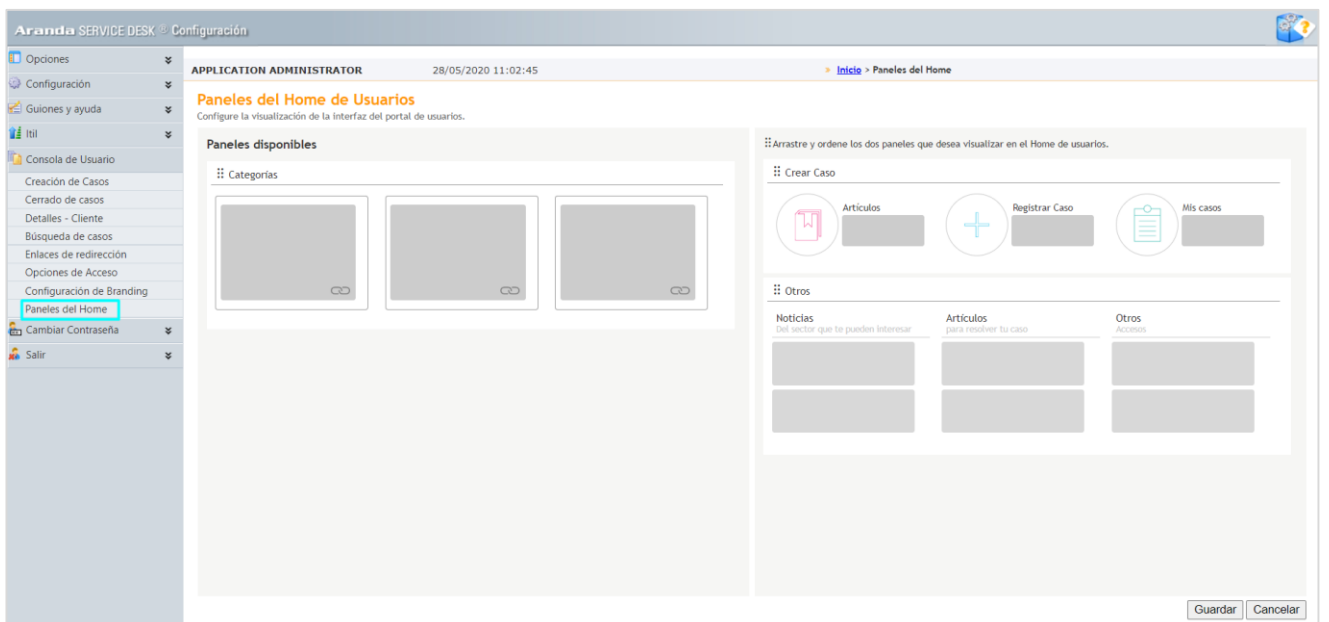 Aranda SERVICE DESK ® Configuración
Opciones
Configuración
Guiones y ayuda
Itil
Consola de Usuario
Creación de Casos
Cerrado de casos
Detalles - Cliente
Búsqueda de casos
Enlaces de redirección
Opciones de Acceso
Configuración de Branding
Paneles del Home
Cambiar Contraseña
Salir
APPLICATION ADMINISTRATOR 28/05/2020 11:02:45 » Inicio > Paneles del Home
Paneles del Home de Usuarios
Configure la visualización de la interfaz del portal de usuarios.
Paneles disponibles
Categorías
Arrastre y ordene los dos paneles que desea visualizar en el Home de usuarios.
Crear Caso
Artículos Registrar Caso Mis casos
Otros
Noticias Artículos Otros
Del sector que te pueden interesar para resolver tu caso Accesos
Guardar Cancelar